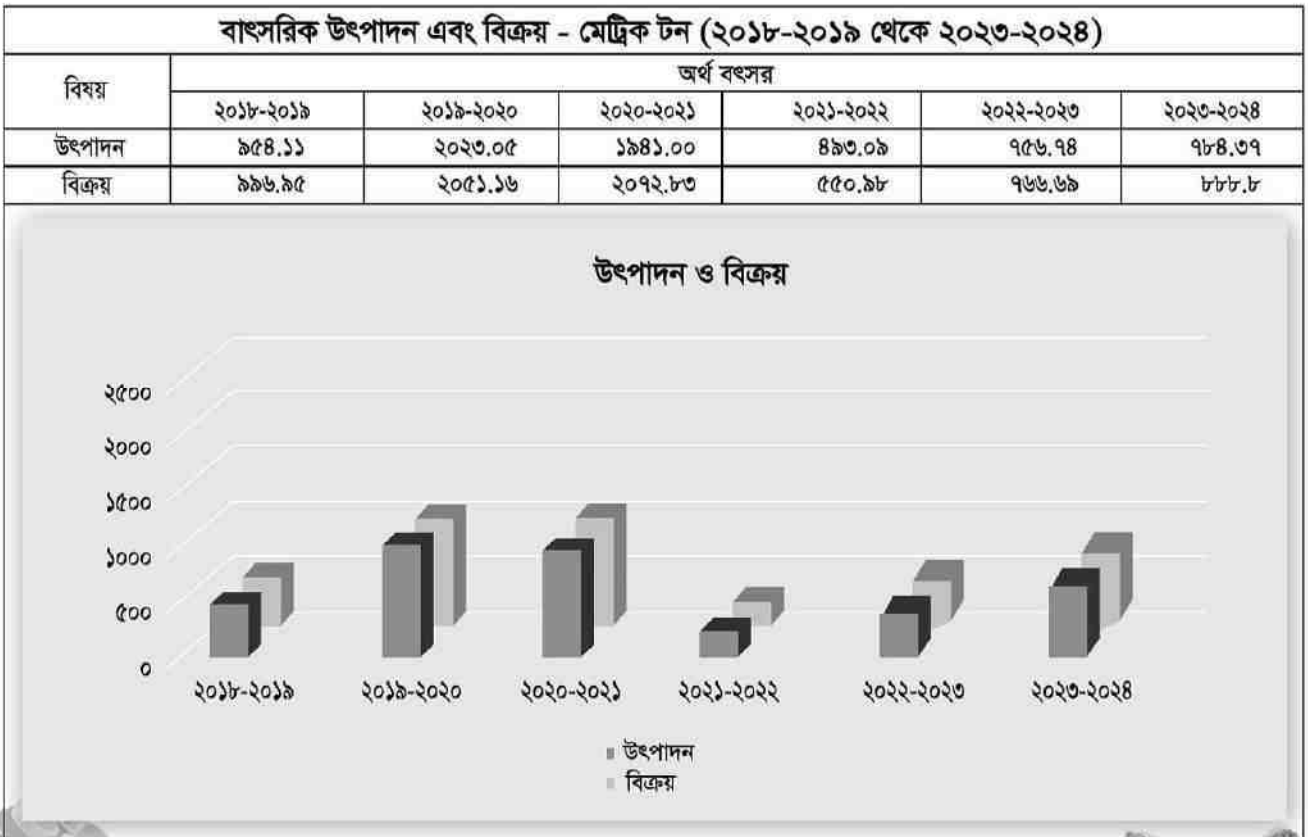 বাৎসরিক উৎপাদন এবং বিক্রয় - মেট্রিক টন (২০১৮-২০১৯ থেকে ২০২৩-২০২৪)
বিষয় অর্থ বৎসর
২০১৮-২০১৯ ২০১৯-২০২০ ২০২০-২০২১ ২০২১-২০২২ ২০২২-২০২৩ ২০২৩-২০২৪
উৎপাদন ৯৫৪.১১ ২০২৩.০৫ ১৯৪১.০০ ৪৯৩.০৯ ৭৫৬.৭৪ ৭৮৪.৩৭
বিক্রয় ৯৯৬.৯৫ ২০৫১.১৬ ২০৭২.৮৩ ৫৫০.৯৮ ৭৬৬.৬৯ ৮৮৮.৮
উৎপাদন ও বিক্রয়
২৫০০
২০০০
১৫০০
১০০০
৫০০
০
২০১৮-২০১৯ ২০১৯-২০২০ ২০২০-২০২১ ২০২১-২০২২ ২০২২-২০২৩ ২০২৩-২০২৪
উৎপাদন
বিক্রয়